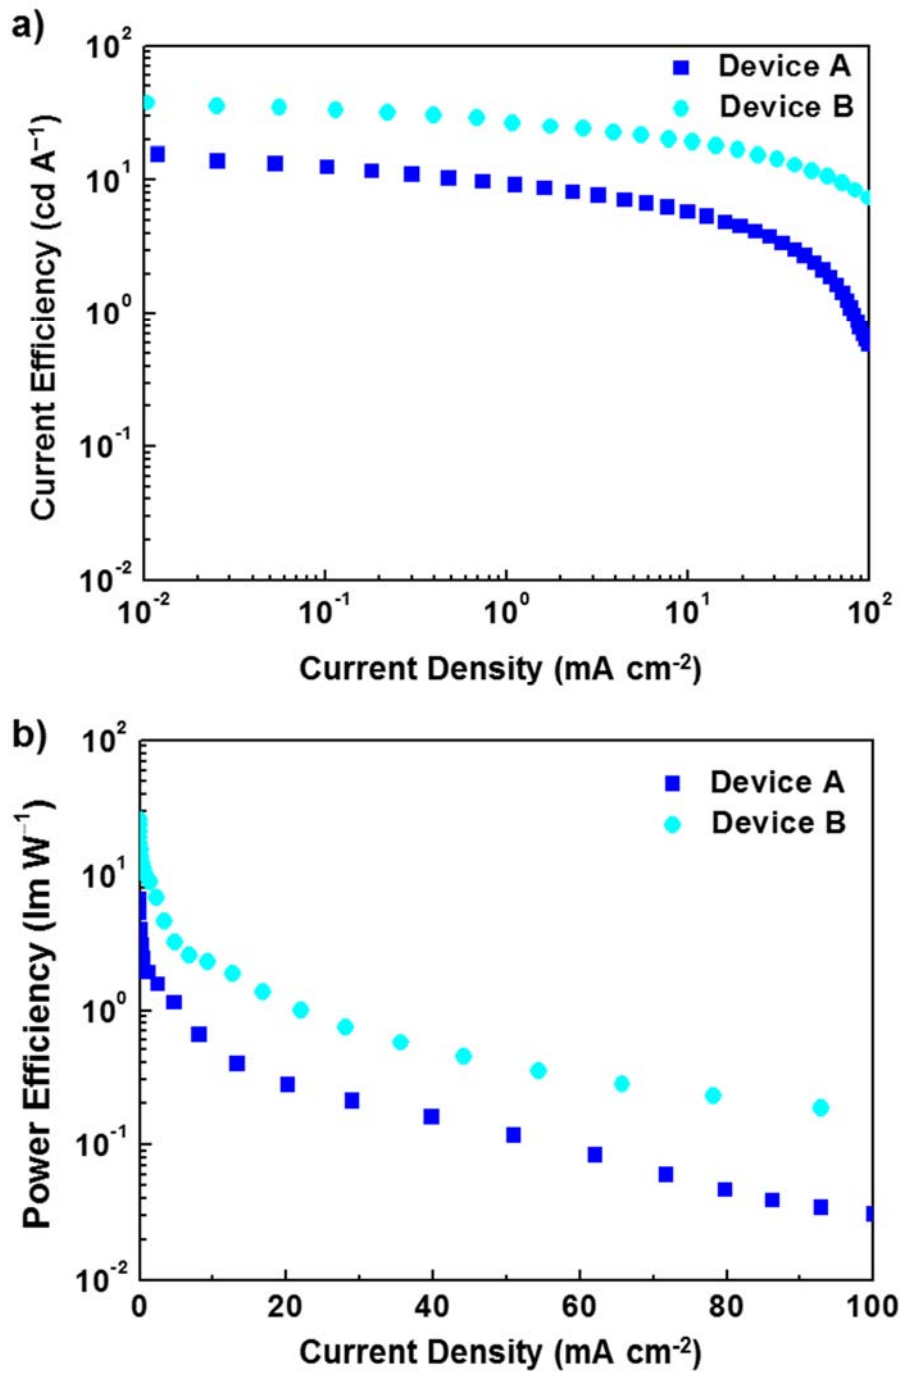 a)
10²
Device A
Device B
10¹
10⁰
10⁻¹
10⁻²
Current Efficiency (cd A⁻¹)
10⁻² 10⁻¹ 10⁰ 10¹ 10²
Current Density (mA cm⁻²)
b)
10²
Device A
Device B
10¹
10⁰
10⁻¹
10⁻²
Power Efficiency (lm W⁻¹)
0 20 40 60 80 100
Current Density (mA cm⁻²)